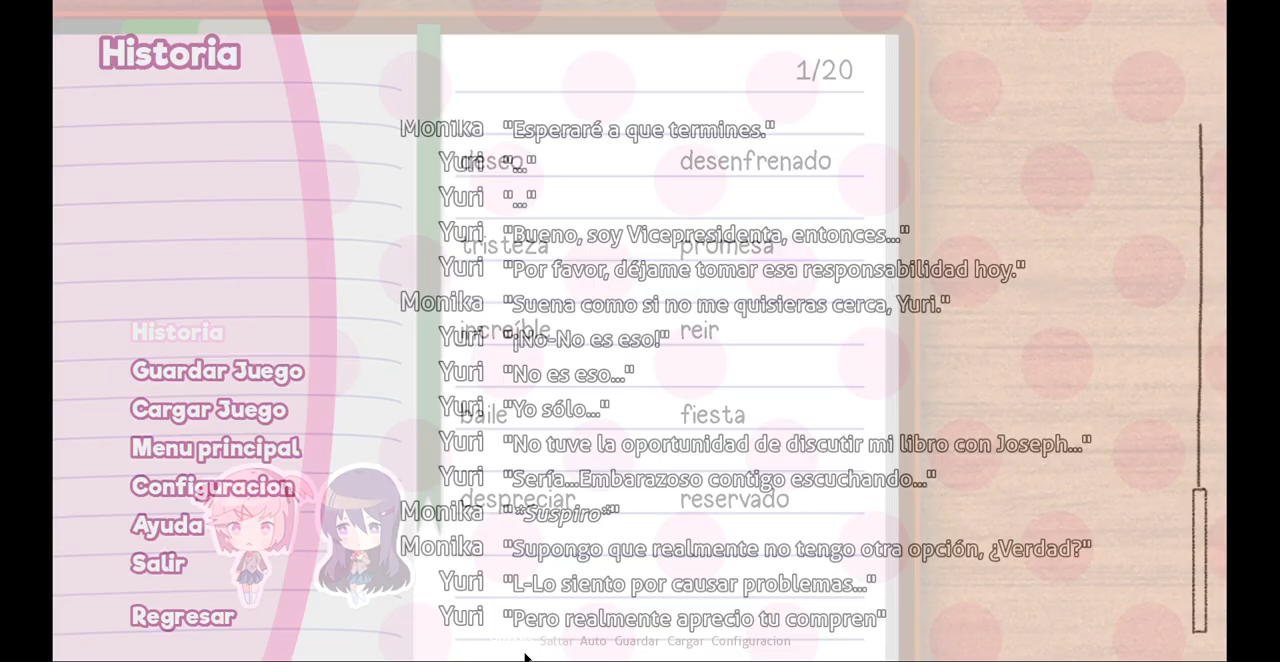 Historia
1/20
Monika "Esperaré a que termines."
Yuri "..."
deseo desenfrenado
Yuri "..."
Yuri "Bueno, soy Vicepresidenta, entonces..."
tristeza promesa
Yuri "Por favor, déjame tomar esa responsabilidad hoy."
Monika "Suena como si no me quisieras cerca, Yuri."
increíble reir
Yuri "¡No-No es eso!"
Yuri "No es eso..."
Yuri "Yo sólo..."
baile fiesta
Yuri "No tuve la oportunidad de discutir mi libro con Joseph..."
Yuri "Sería...Embarazoso contigo escuchando..."
despreciar reservado
Monika "*Suspiro*"
Monika "Supongo que realmente no tengo otra opción, ¿Verdad?"
Yuri "L-Lo siento por causar problemas..."
Yuri "Pero realmente aprecio tu compren"
Historia
Guardar Juego
Cargar Juego
Menu principal
Configuracion
Ayuda
Salir
Regresar
Saltar Auto Guardar Cargar Configuracion